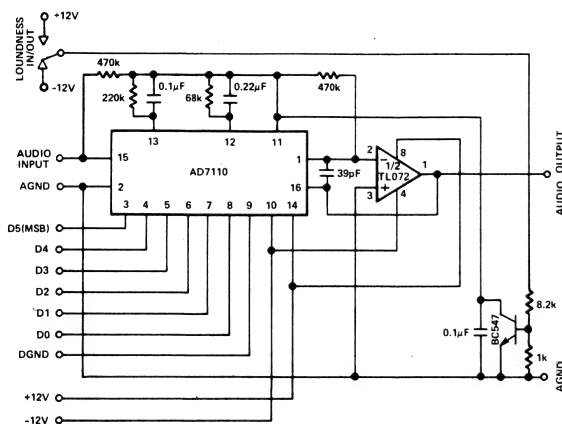 +12V
LOUNDNESS
IN/OUT
-12V
470k
0.1μF
0.22μF
470k
220k
68k
13
12
11
AUDIO
INPUT
15
1
2
8
AD7110
39pF
1/2
TL072
1
AUDIO OUTPUT
AGND
2
16
3
4
3
4
5
6
7
8
9
10
14
D5(MSB)
D4
D3
D2
D1
D0
DGND
8.2k
0.1μF
BC547
1k
AGND
+12V
-12V